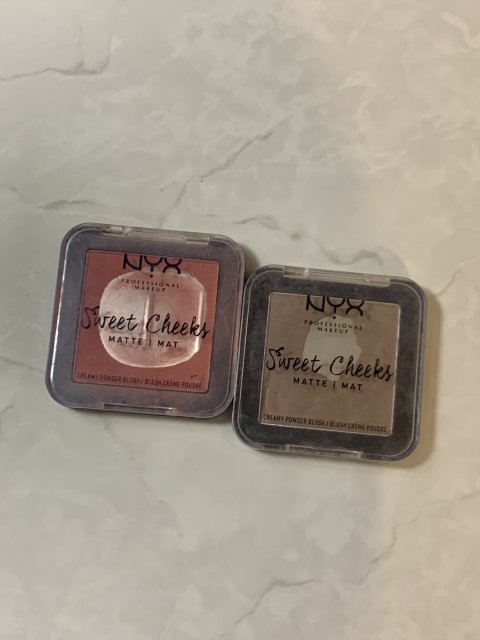 NYX
PROFESSIONAL
MAKEUP
Sweet Cheeks
MATTE | MAT
CREAMY POWDER BLUSH / BLUSH CRÈME POUDRE
NYX
PROFESSIONAL
MAKEUP
Sweet Cheeks
MATTE | MAT
CREAMY POWDER BLUSH / BLUSH CRÈME POUDRE